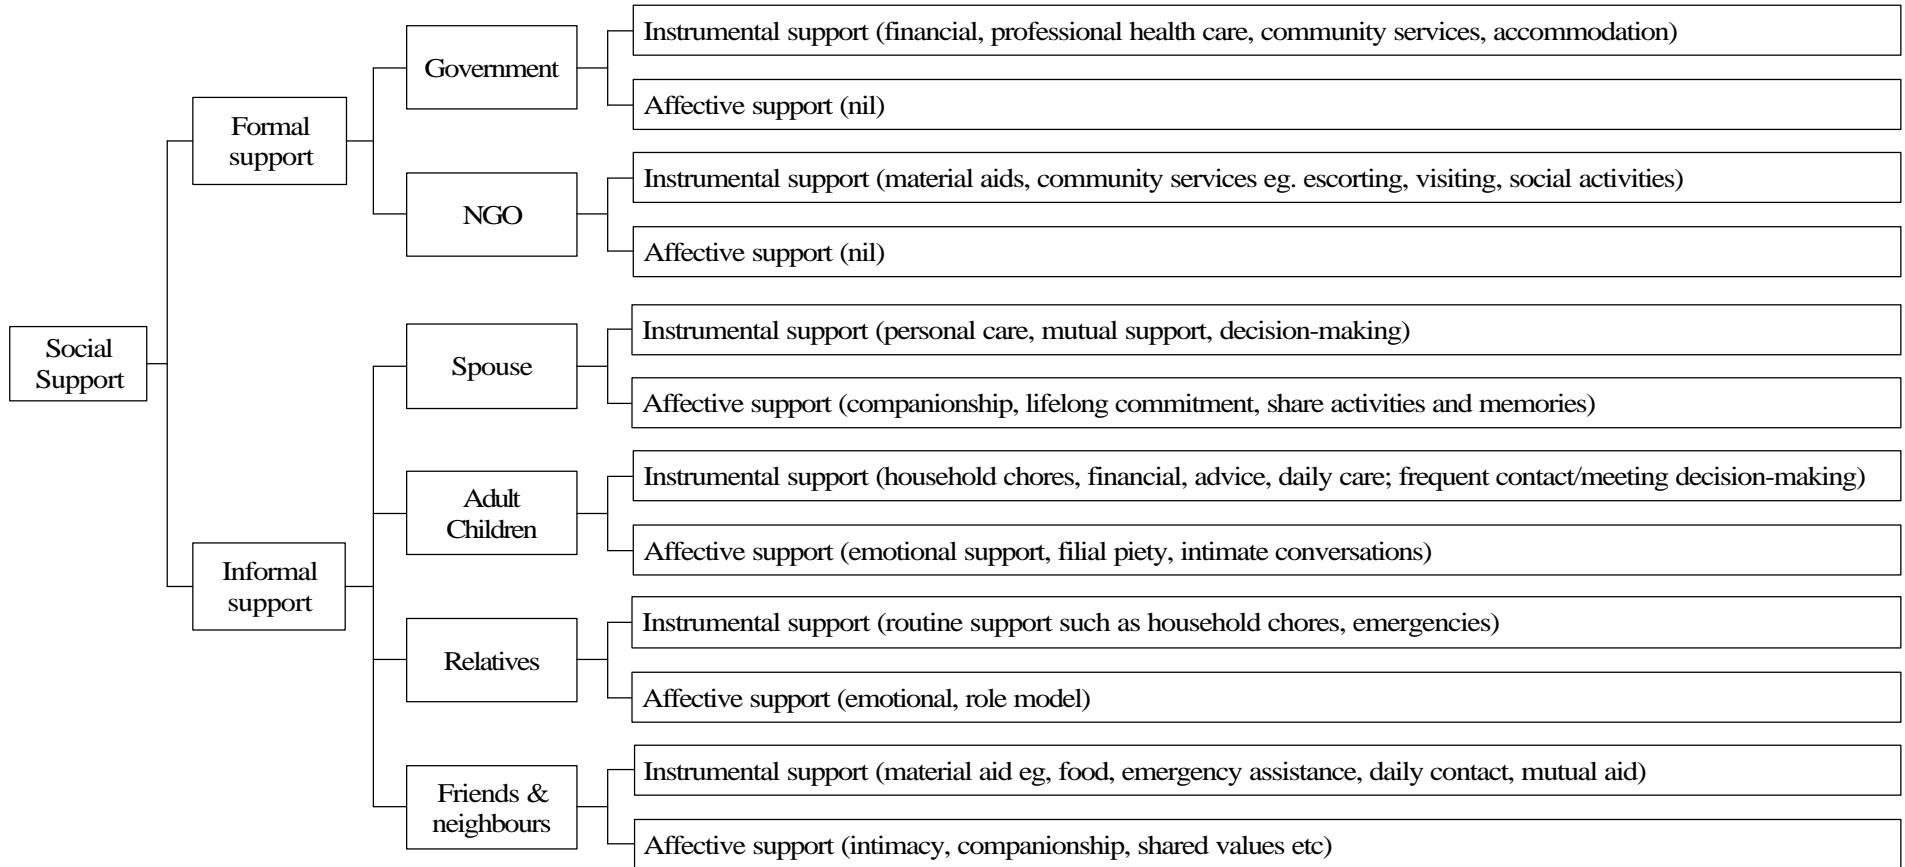 Social
Support
Formal
support
Government
Instrumental support (financial, professional health care, community services, accommodation)
Affective support (nil)
NGO
Instrumental support (material aids, community services eg. escorting, visiting, social activities)
Affective support (nil)
Informal
support
Spouse
Instrumental support (personal care, mutual support, decision-making)
Affective support (companionship, lifelong commitment, share activities and memories)
Adult
Children
Instrumental support (household chores, financial, advice, daily care; frequent contact/meeting decision-making)
Affective support (emotional support, filial piety, intimate conversations)
Relatives
Instrumental support (routine support such as household chores, emergencies)
Affective support (emotional, role model)
Friends &
neighbours
Instrumental support (material aid eg, food, emergency assistance, daily contact, mutual aid)
Affective support (intimacy, companionship, shared values etc)